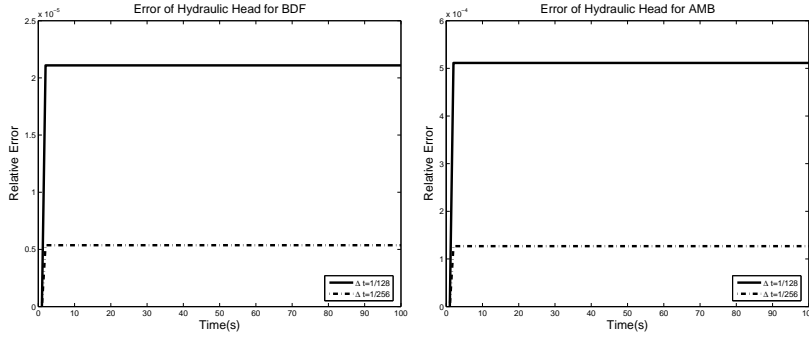 Error of Hydraulic Head for BDF
x 10^-5
2.5
2
1.5
1
0.5
0
0 10 20 30 40 50 60 70 80 90 100
Relative Error
Time(s)
Δ t=1/128
Δ t=1/256
Error of Hydraulic Head for AMB
x 10^-4
6
5
4
3
2
1
0
0 10 20 30 40 50 60 70 80 90 100
Relative Error
Time(s)
Δ t=1/128
Δ t=1/256